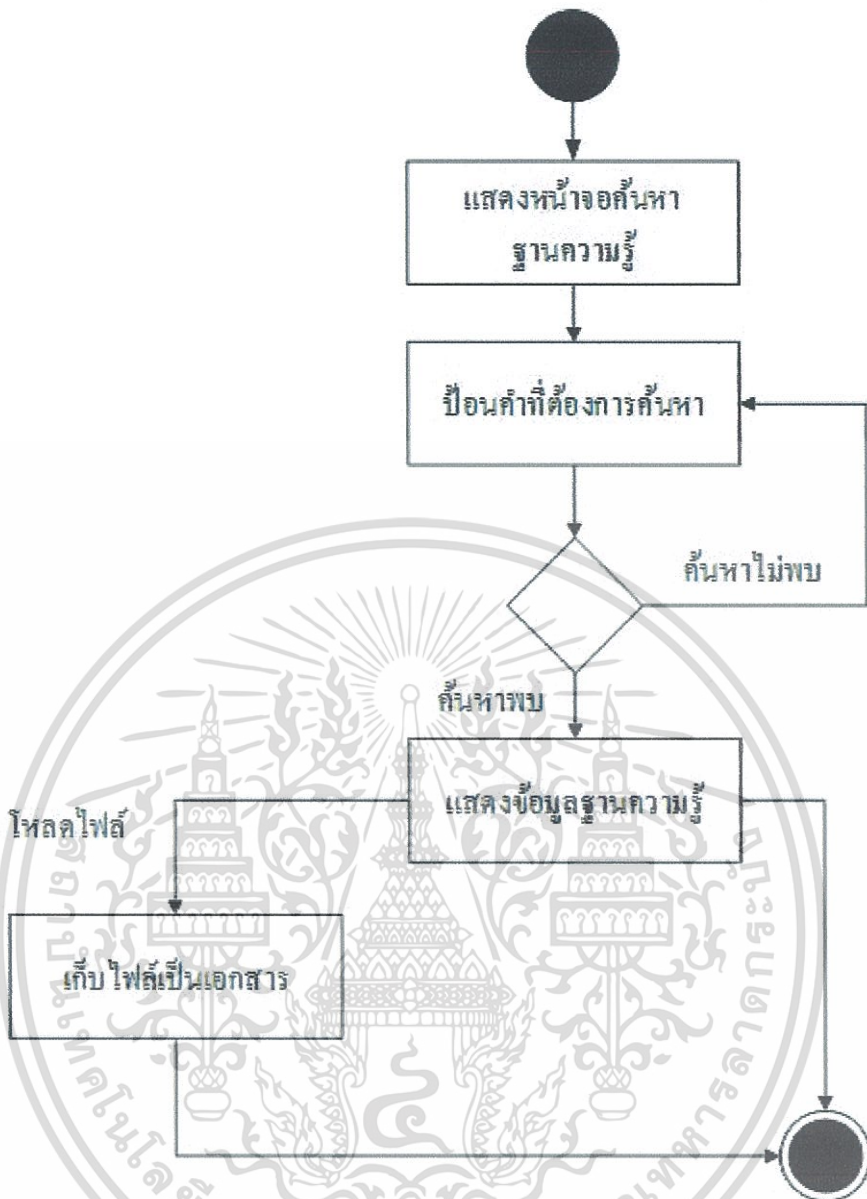 แสดงหน้าจอค้นหา
ฐานความรู้
ป้อนคำที่ต้องการค้นหา
ค้นหาไม่พบ
ค้นหาพบ
แสดงข้อมูลฐานความรู้
โหลดไฟล์
เก็บไฟล์เป็นเอกสาร